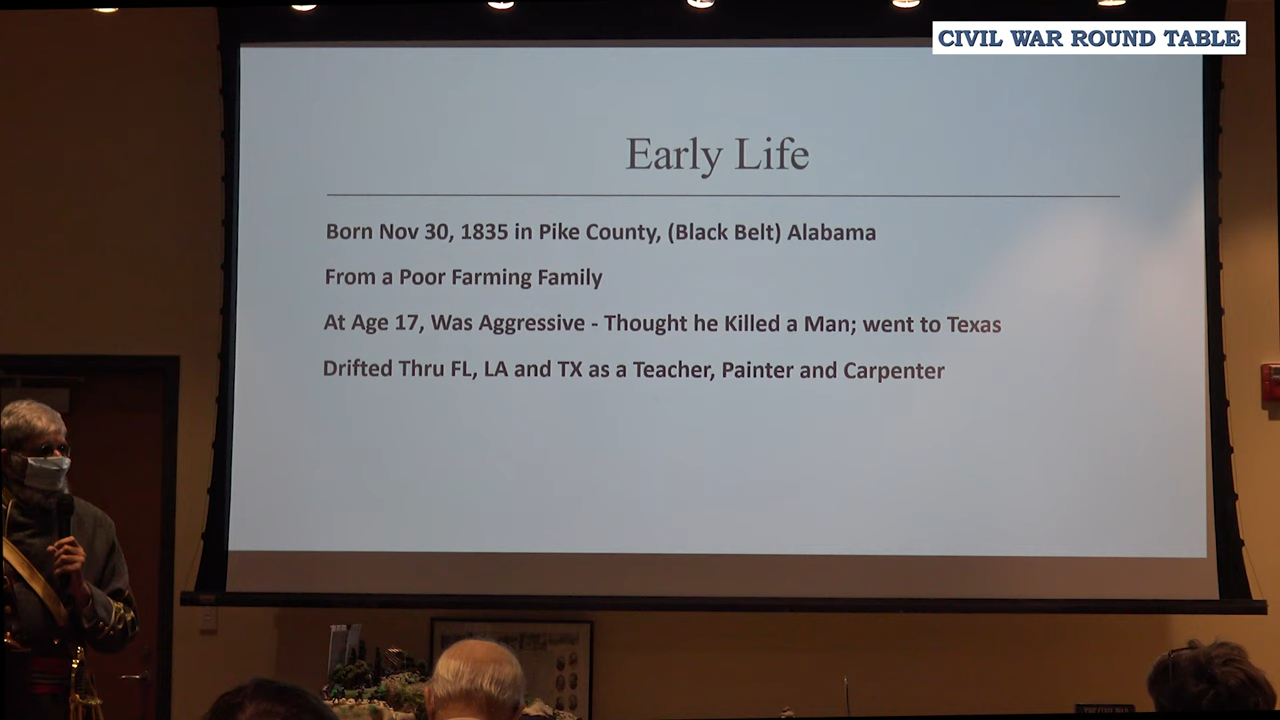 CIVIL WAR ROUND TABLE
Early Life
Born Nov 30, 1835 in Pike County, (Black Belt) Alabama
From a Poor Farming Family
At Age 17, Was Aggressive - Thought he Killed a Man; went to Texas
Drifted Thru FL, LA and TX as a Teacher, Painter and Carpenter